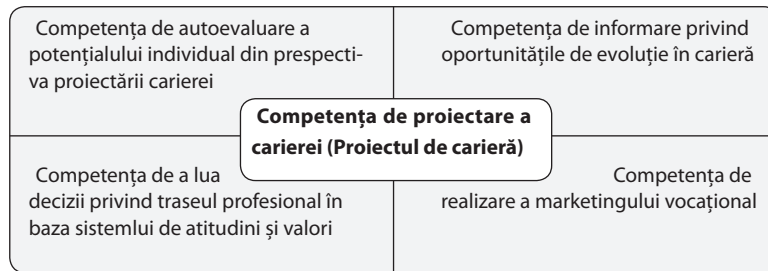 Competența de autoevaluare a
potențialului individual din prespecti-
va proiectării carierei
Competența de informare privind
oportunitățile de evoluție în carieră
Competența de proiectare a
carierei (Proiectul de carieră)
Competența de a lua
decizii privind traseul profesional în
baza sistemlui de atitudini și valori
Competența de
realizare a marketingului vocațional